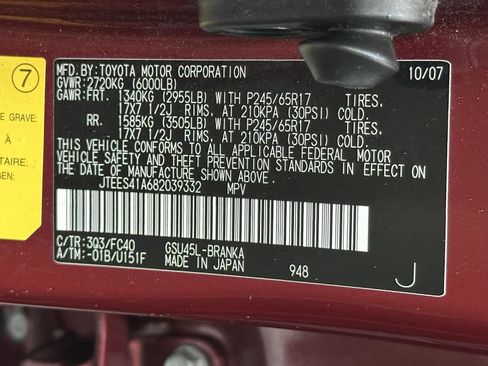 7
E GRAVE:
À
TAIRE:
GEN:
MFD. BY: TOYOTA MOTOR CORPORATION 10/07
GVWR: 2720KG (6000LB)
GAWR: FRT. 1340KG (2955LB) WITH P245/65R17 TIRES,
17X7 1/2J RIMS, AT 210KPA (30PSI) COLD.
RR. 1585KG (3505LB) WITH P245/65R17 TIRES,
17X7 1/2J RIMS, AT 210KPA (30PSI) COLD.
THIS VEHICLE CONFORMS TO ALL APPLICABLE FEDERAL MOTOR
VEHICLE SAFETY AND THEFT PREVENTION STANDARDS IN EFFECT
ON THE DATE OF MANUFACTURE SHOWN ABOVE.
JTEES41A682039332 MPV
C/TR: 3Q3/FC40 GSU45L-BRANKA
A/TM: -01B/U151F MADE IN JAPAN 948 J